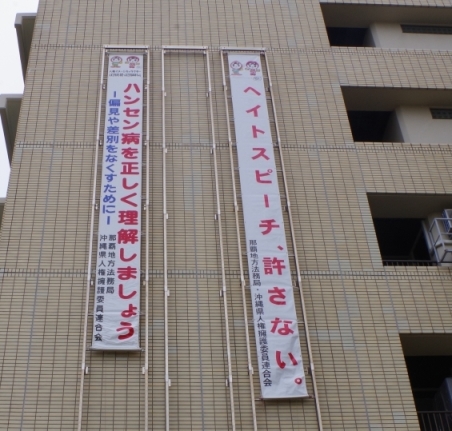 ヘイトスピーチ、許さない。
那覇地方法務局・沖縄県人権擁護委員連合会
ハンセン病を正しく理解しましょう
ー偏見や差別をなくすためにー
那覇地方法務局
沖縄県人権擁護委員連合会